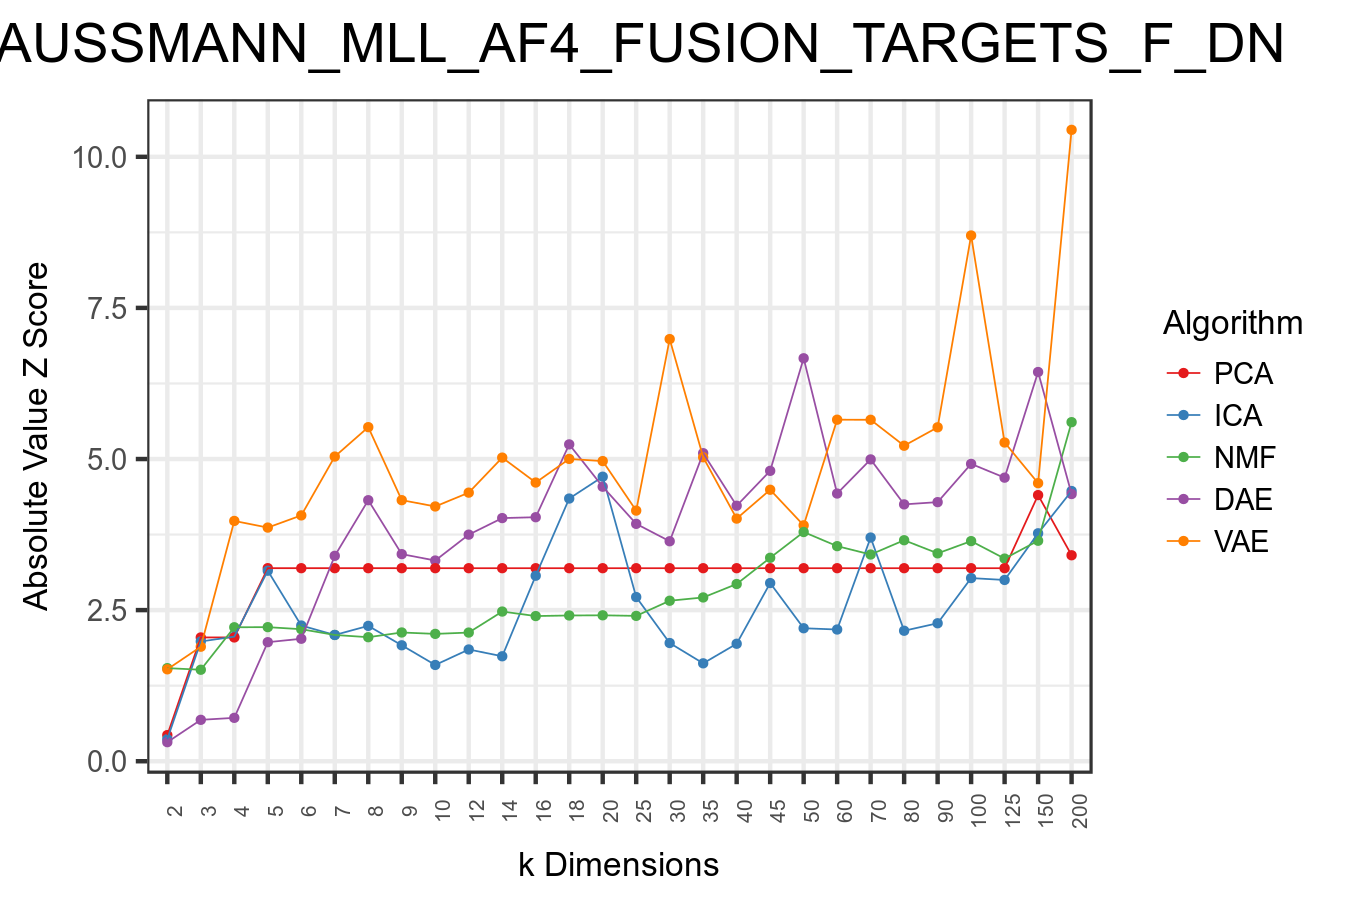 AUSSMANN_MLL_AF4_FUSION_TARGETS_F_DN
10.0
7.5
5.0
2.5
0.0
Absolute Value Z Score
2 3 4 5 6 7 8 9 10 12 14 16 18 20 25 30 35 40 45 50 60 70 80 90 100 125 150 200
k Dimensions
Algorithm
PCA
ICA
NMF
DAE
VAE